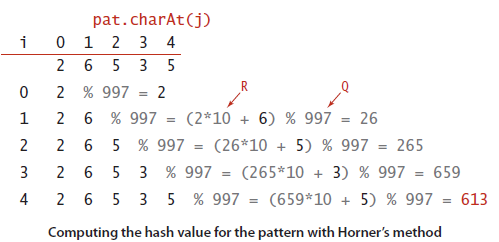 pat.charAt(j)
i 0 1 2 3 4
2 6 5 3 5
0 2 % 997 = 2
R Q
1 2 6 % 997 = (2*10 + 6) % 997 = 26
2 2 6 5 % 997 = (26*10 + 5) % 997 = 265
3 2 6 5 3 % 997 = (265*10 + 3) % 997 = 659
4 2 6 5 3 5 % 997 = (659*10 + 5) % 997 = 613
Computing the hash value for the pattern with Horner's method